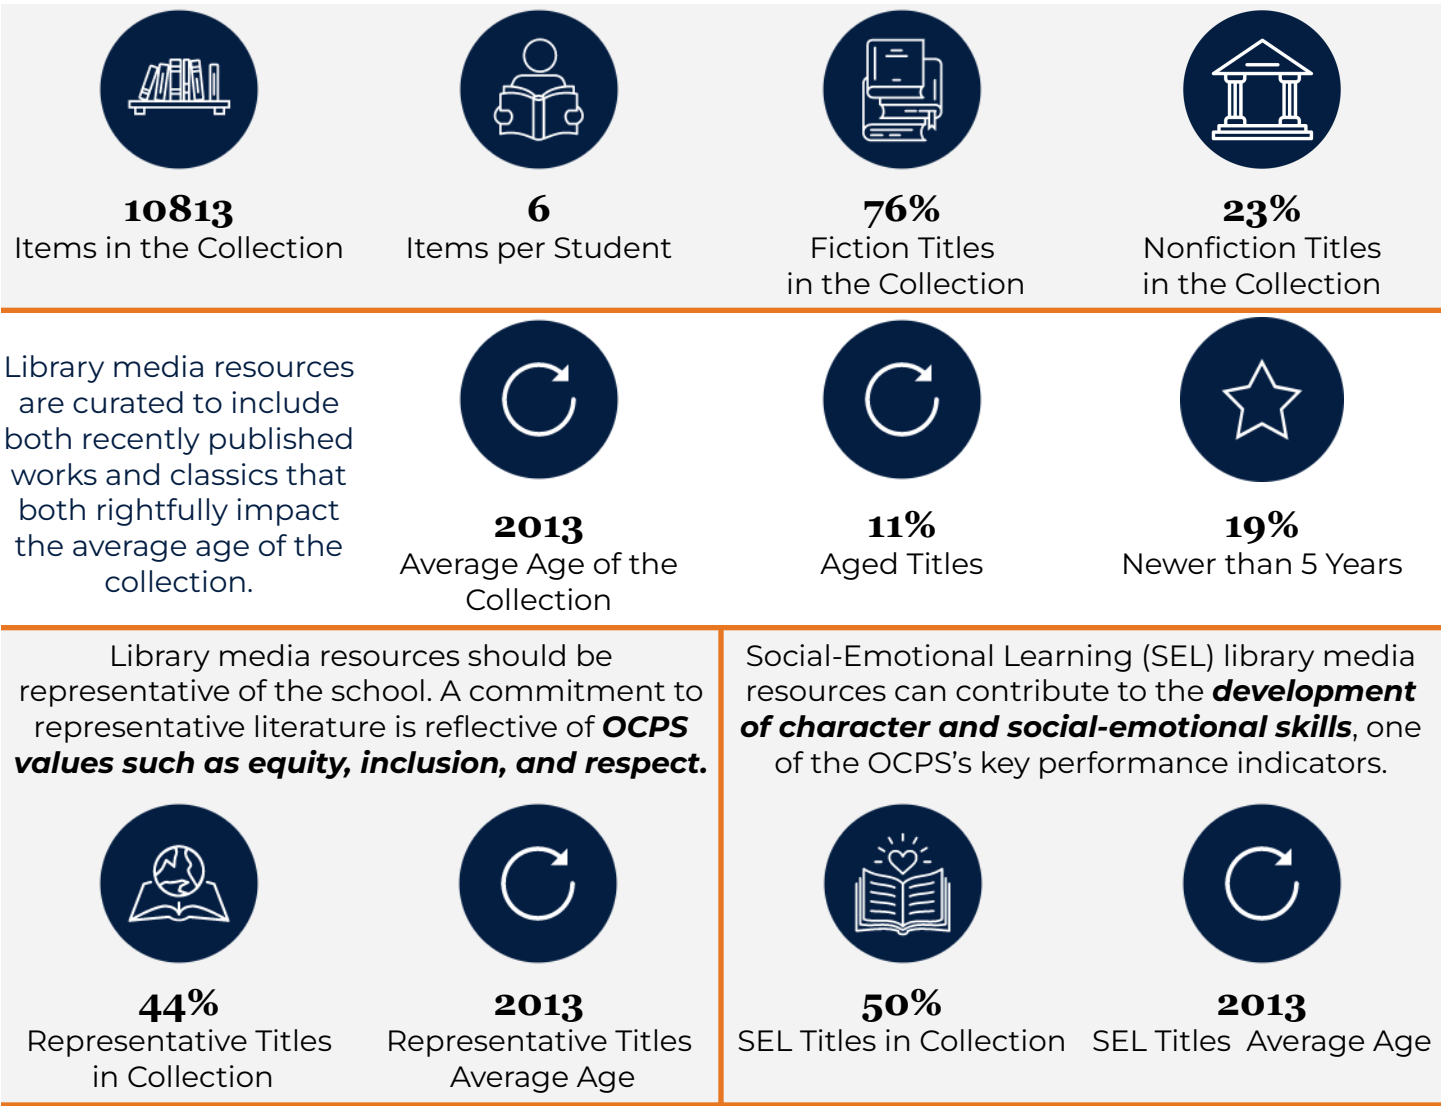 10813
Items in the Collection
6
Items per Student
76%
Fiction Titles
in the Collection
23%
Nonfiction Titles
in the Collection
Library media resources
are curated to include
both recently published
works and classics that
both rightfully impact
the average age of the
collection.
2013
Average Age of the
Collection
11%
Aged Titles
19%
Newer than 5 Years
Library media resources should be
representative of the school. A commitment to
representative literature is reflective of OCPS
values such as equity, inclusion, and respect.
44%
Representative Titles
in Collection
2013
Representative Titles
Average Age
Social-Emotional Learning (SEL) library media
resources can contribute to the development
of character and social-emotional skills, one
of the OCPS’s key performance indicators.
50%
SEL Titles in Collection
2013
SEL Titles  Average Age